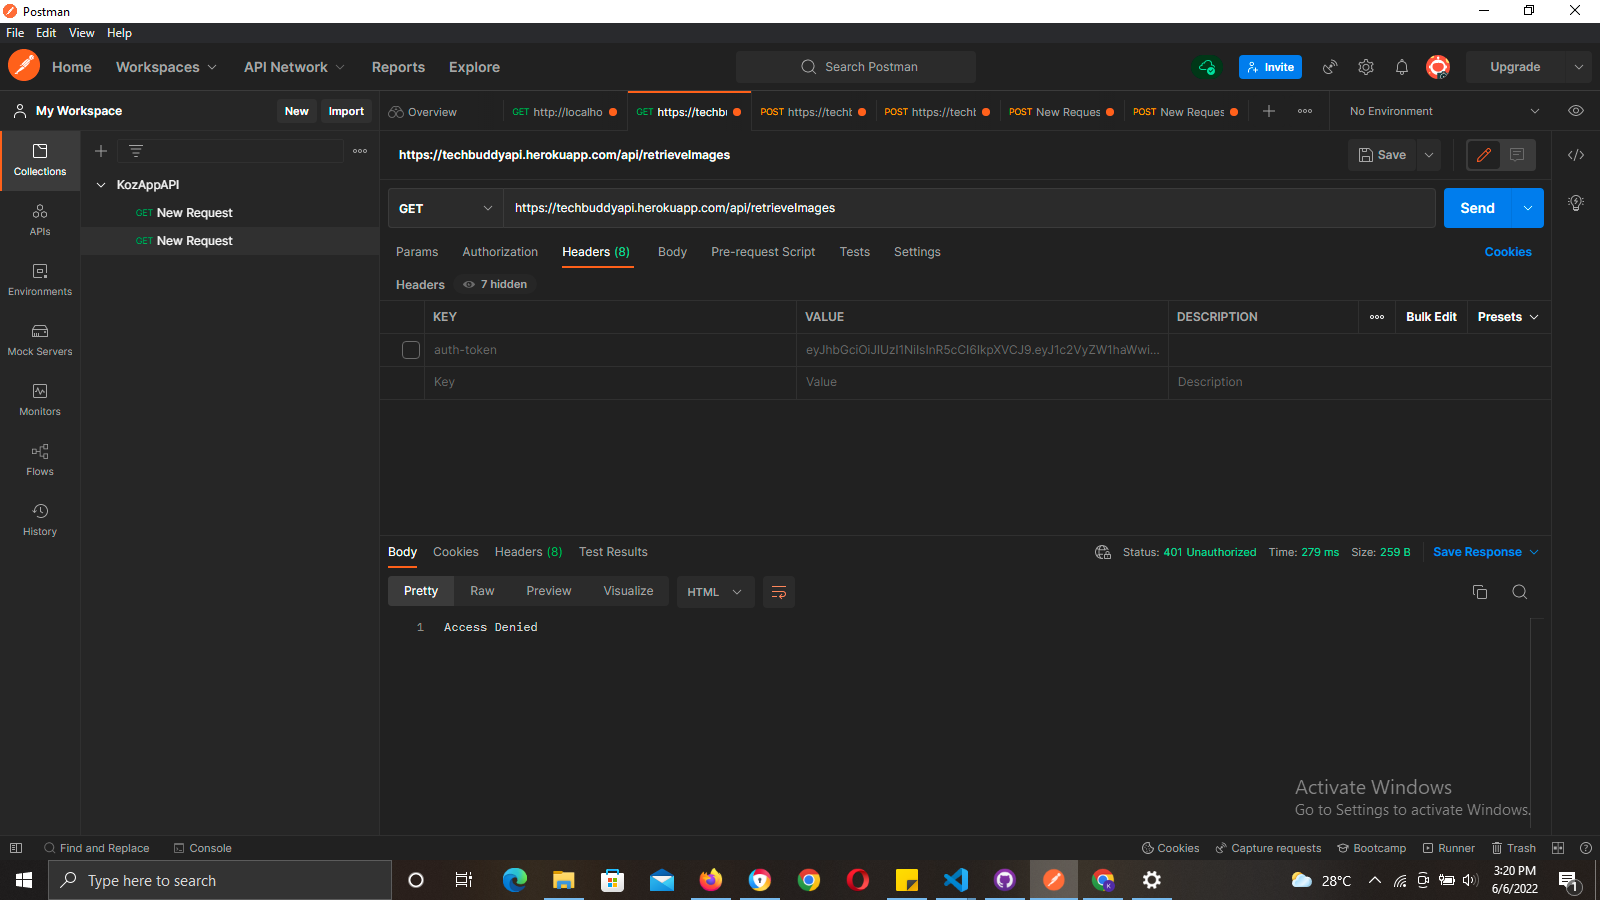 Postman
File Edit View Help
Home Workspaces API Network Reports Explore Search Postman Invite Upgrade
My Workspace New Import Overview GET http://localho GET https://techbu POST https://techb POST https://techb POST New Reques POST New Reques No Environment
Collections
APIs
Environments
Mock Servers
Monitors
Flows
History
KozAppAPI
GET New Request
GET New Request
https://techbuddyapi.herokuapp.com/api/retrieveImages Save
GET https://techbuddyapi.herokuapp.com/api/retrieveImages Send
Params Authorization Headers (8) Body Pre-request Script Tests Settings Cookies
Headers 7 hidden
KEY VALUE DESCRIPTION Bulk Edit Presets
auth-token eyJhbGciOiJIUzI1NiIsInR5cCI6IkpXVCJ9.eyJ1c2VyZW1haWwi...
Key Value Description
Body Cookies Headers (8) Test Results Status: 401 Unauthorized Time: 279 ms Size: 259 B Save Response
Pretty Raw Preview Visualize HTML
1 Access Denied
Activate Windows
Go to Settings to activate Windows.
Find and Replace Console Cookies Capture requests Bootcamp Runner Trash
Type here to search 28°C 3:20 PM
6/6/2022 1